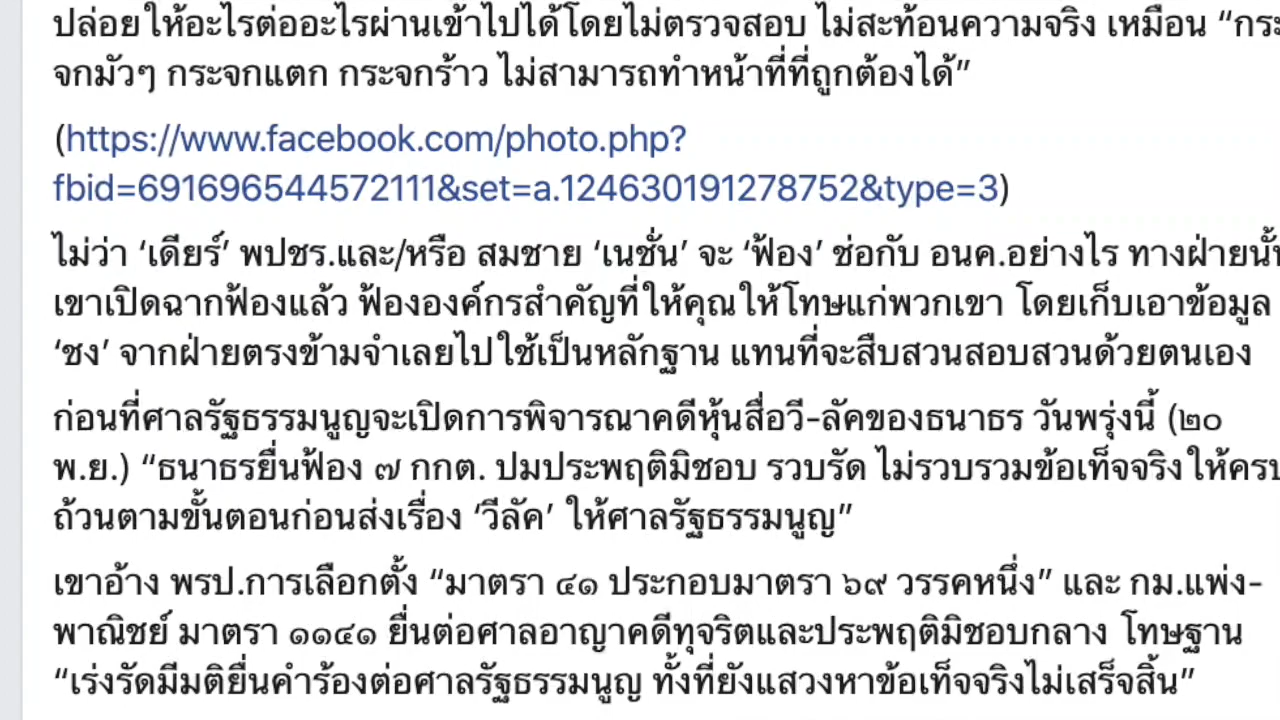 ปล่อยให้อะไรต่ออะไรผ่านเข้าไปได้โดยไม่ตรวจสอบ ไม่สะท้อนความจริง เหมือน “กระ
จกมัวๆ กระจกแตก กระจกร้าว ไม่สามารถทำหน้าที่ที่ถูกต้องได้”
(https://www.facebook.com/photo.php?
fbid=691696544572111&set=a.124630191278752&type=3)
ไม่ว่า ‘เดียร์’ พปชร.และ/หรือ สมชาย ‘เนชั่น’ จะ ‘ฟ้อง’ ช่อกับ อนค.อย่างไร ทางฝ่ายนั้น
เขาเปิดฉากฟ้องแล้ว ฟ้ององค์กรสำคัญที่ให้คุณให้โทษแก่พวกเขา โดยเก็บเอาข้อมูล
‘ชง’ จากฝ่ายตรงข้ามจำเลยไปใช้เป็นหลักฐาน แทนที่จะสืบสวนสอบสวนด้วยตนเอง
ก่อนที่ศาลรัฐธรรมนูญจะเปิดการพิจารณาคดีหุ้นสื่อวี-ลัคของธนาธร วันพรุ่งนี้ (๒๐
พ.ย.) “ธนาธรยื่นฟ้อง ๗ กกต. ปมประพฤติมิชอบ รวบรัด ไม่รวบรวมข้อเท็จจริงให้ครบ
ถ้วนตามขั้นตอนก่อนส่งเรื่อง ‘วีลัค’ ให้ศาลรัฐธรรมนูญ”
เขาอ้าง พรป.การเลือกตั้ง “มาตรา ๔๑ ประกอบมาตรา ๖๙ วรรคหนึ่ง” และ กม.แพ่ง-
พาณิชย์ มาตรา ๑๑๔๑ ยื่นต่อศาลอาญาคดีทุจริตและประพฤติมิชอบกลาง โทษฐาน
“เร่งรัดมีมติยื่นคำร้องต่อศาลรัฐธรรมนูญ ทั้งที่ยังแสวงหาข้อเท็จจริงไม่เสร็จสิ้น”